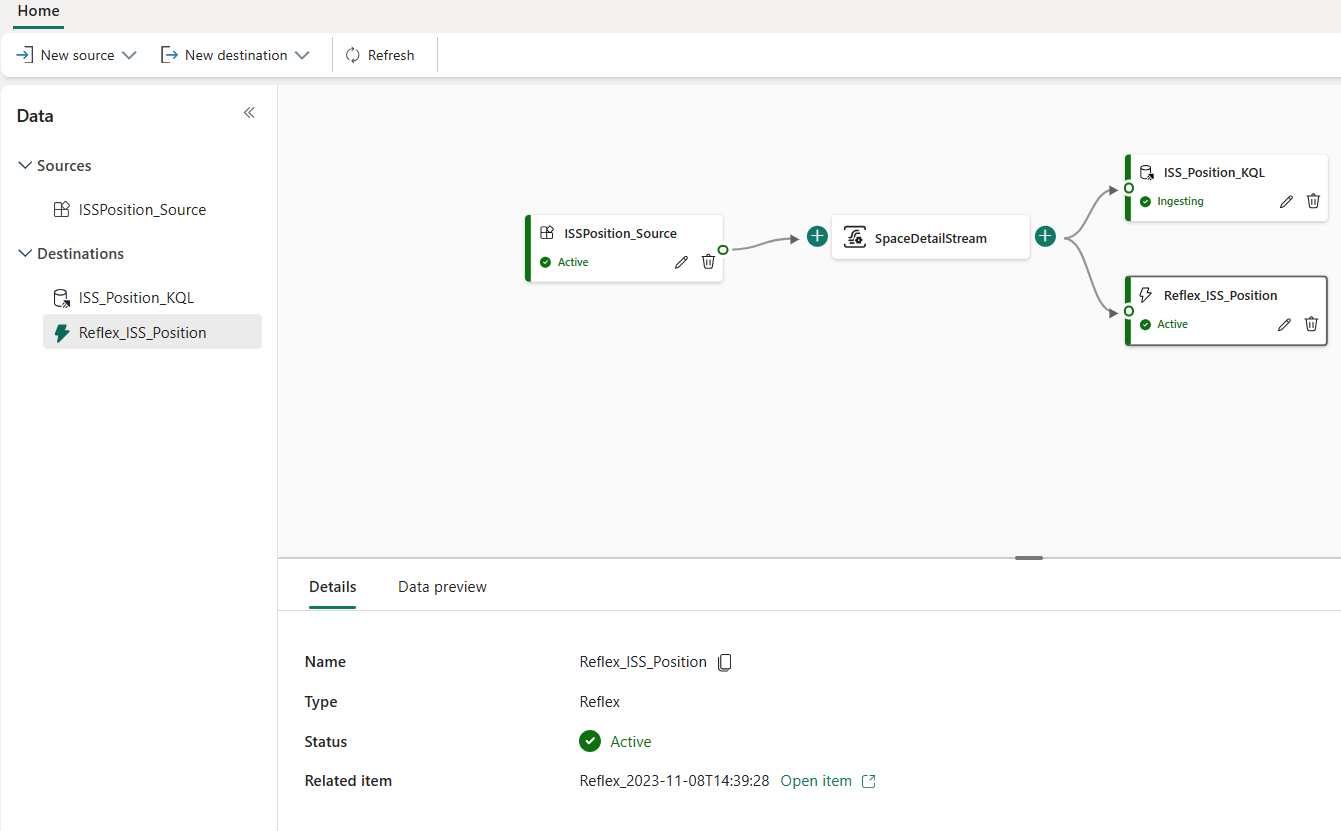 Home
New source
New destination
Refresh
Data
Sources
ISSPosition_Source
Destinations
ISS_Position_KQL
Reflex_ISS_Position
ISSPosition_Source
Active
SpaceDetailStream
ISS_Position_KQL
Ingesting
Reflex_ISS_Position
Active
Details Data preview
Name Reflex_ISS_Position
Type Reflex
Status Active
Related item Reflex_2023-11-08T14:39:28 Open item